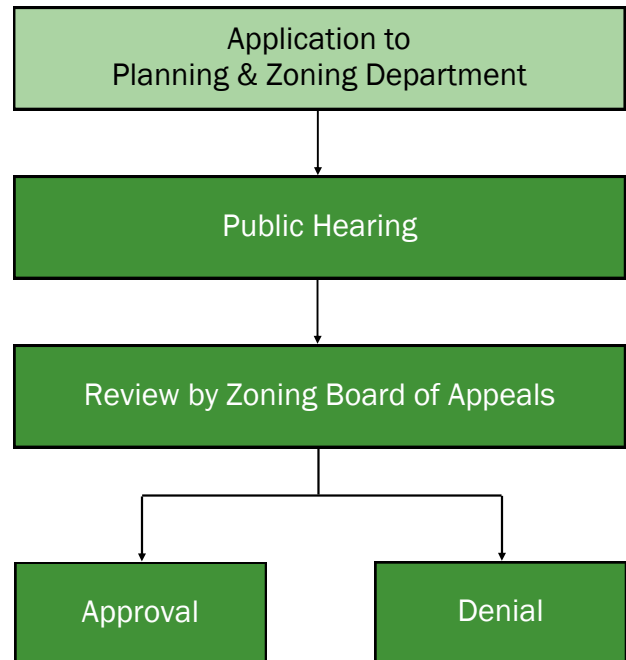 Application to
Planning & Zoning Department
Public Hearing
Review by Zoning Board of Appeals
Approval
Denial